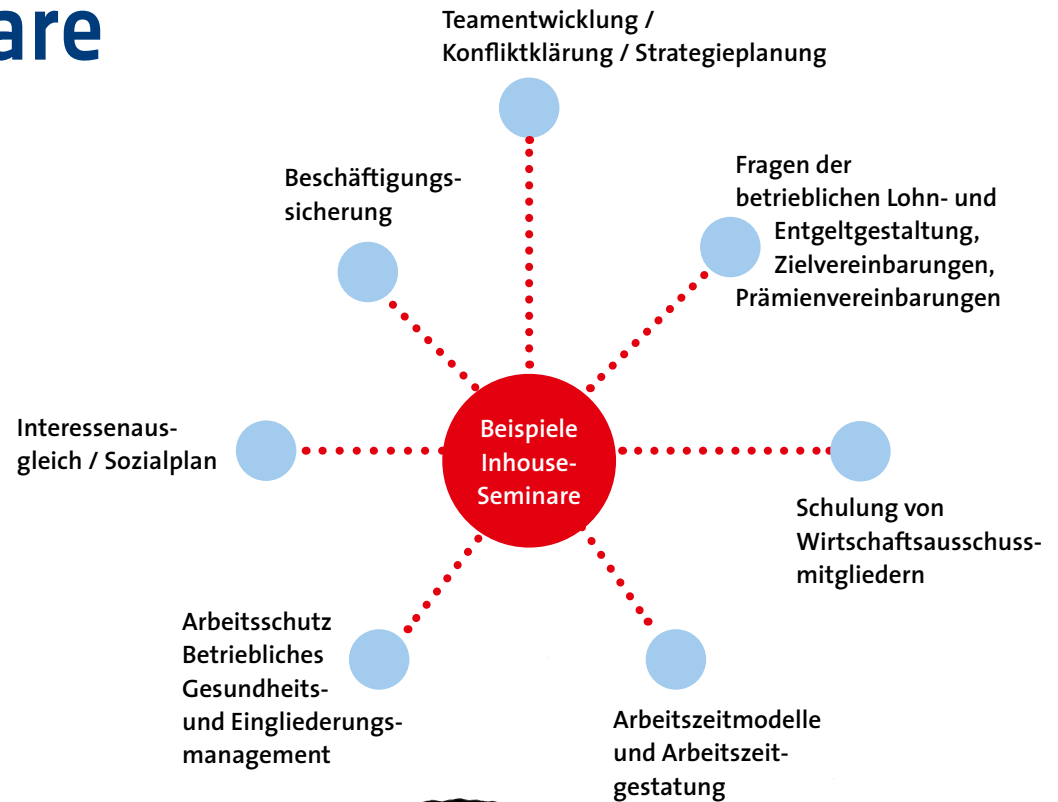 are
Teamentwicklung /
Konfliktklärung / Strategieplanung
Fragen der
betrieblichen Lohn- und
Entgeltgestaltung,
Zielvereinbarungen,
Prämienvereinbarungen
Beschäftigungs-
sicherung
Beispiele
Inhouse-
Seminare
Interessenaus-
gleich / Sozialplan
Schulung von
Wirtschaftsausschuss-
mitgliedern
Arbeitsschutz
Betriebliches
Gesundheits-
und Eingliederungs-
management
Arbeitszeitmodelle
und Arbeitszeit-
gestatung